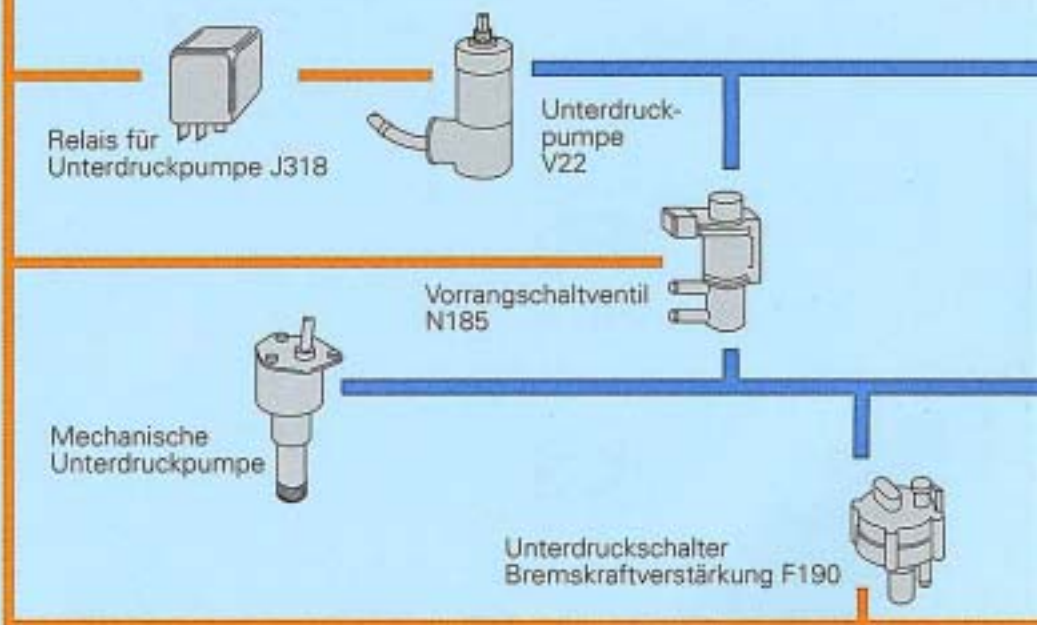 Relais für
Unterdruckpumpe J318
Unterdruck-
pumpe
V22
Vorrangschaltventil
N185
Mechanische
Unterdruckpumpe
Unterdruckschalter
Bremskraftverstärkung F190